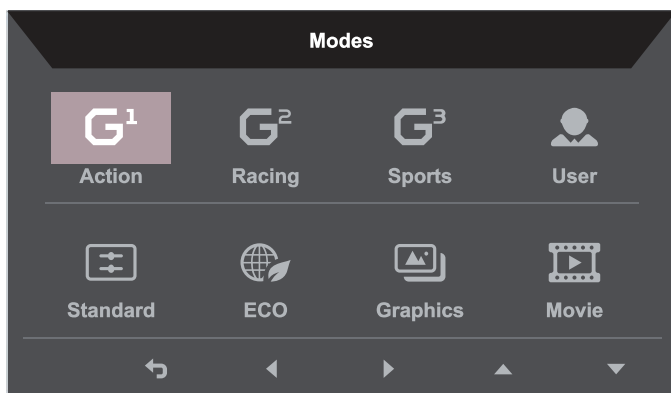 Modes
G¹ G² G³
Action Racing Sports User
Standard ECO Graphics Movie